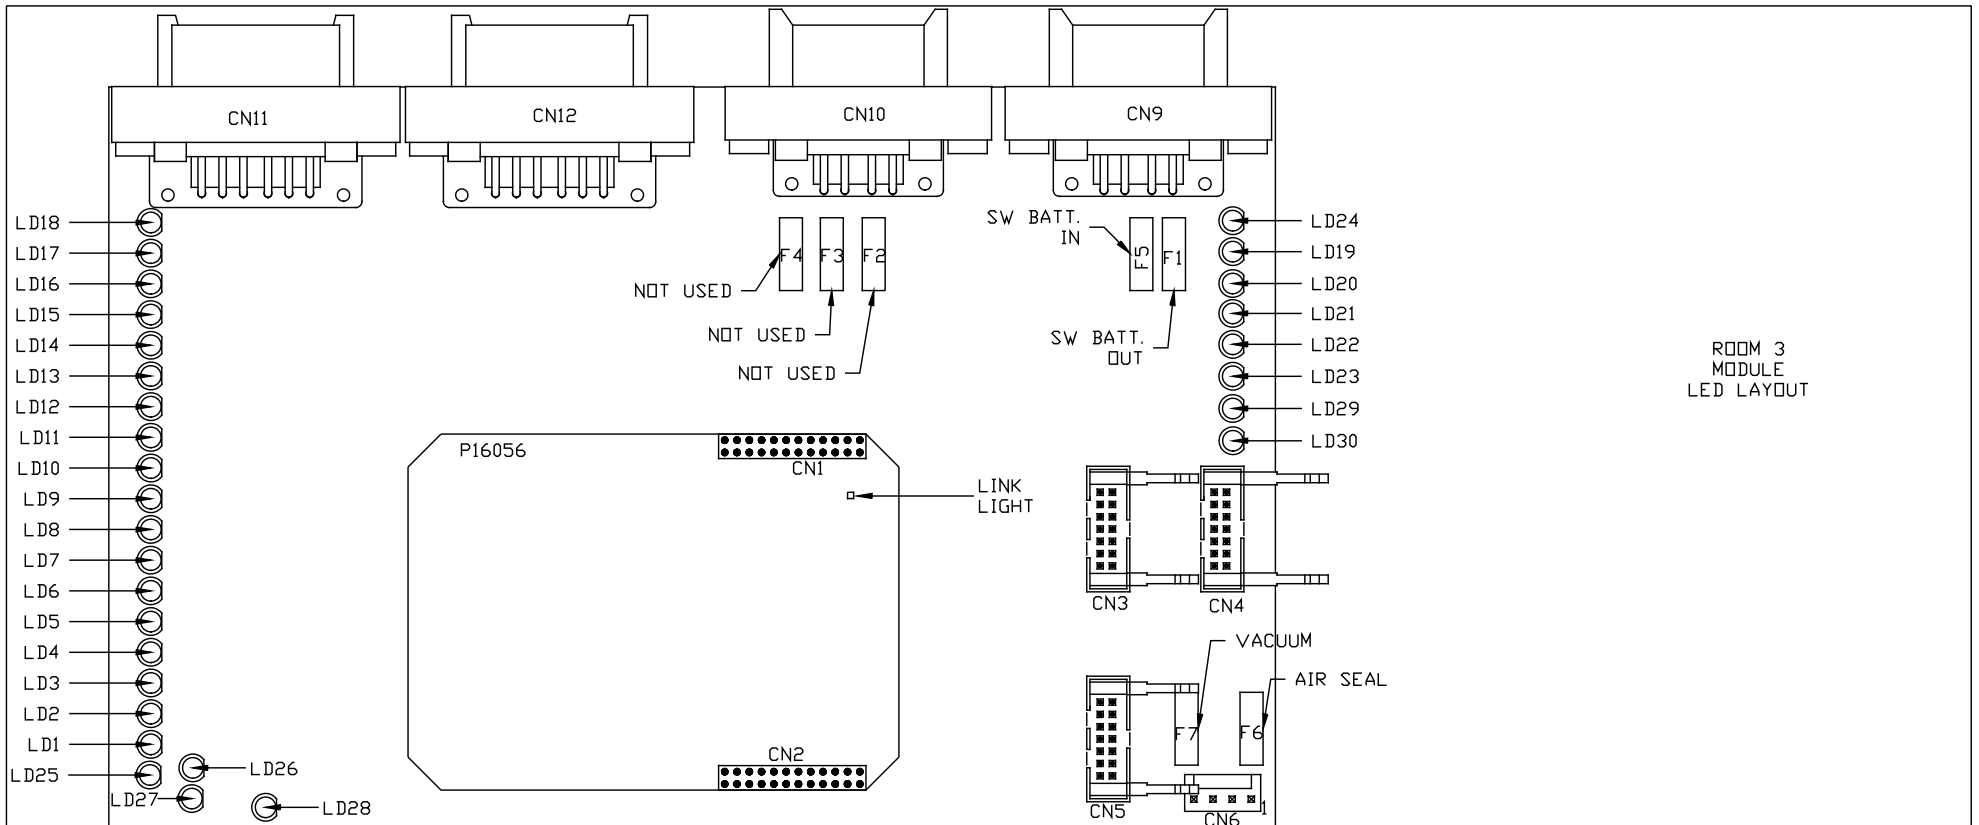 CN11
CN12
CN10
CN9
LD18
LD17
LD16
LD15
LD14
LD13
LD12
LD11
LD10
LD9
LD8
LD7
LD6
LD5
LD4
LD3
LD2
LD1
LD25
LD26
LD27
LD28
F4
F3
F2
NOT USED
NOT USED
NOT USED
SW BATT.
IN
F5
F1
SW BATT.
OUT
LD24
LD19
LD20
LD21
LD22
LD23
LD29
LD30
ROOM 3
MODULE
LED LAYOUT
P16056
CN1
LINK
LIGHT
CN2
CN3
CN4
VACUUM
AIR SEAL
F7
F6
CN5
CN6
1